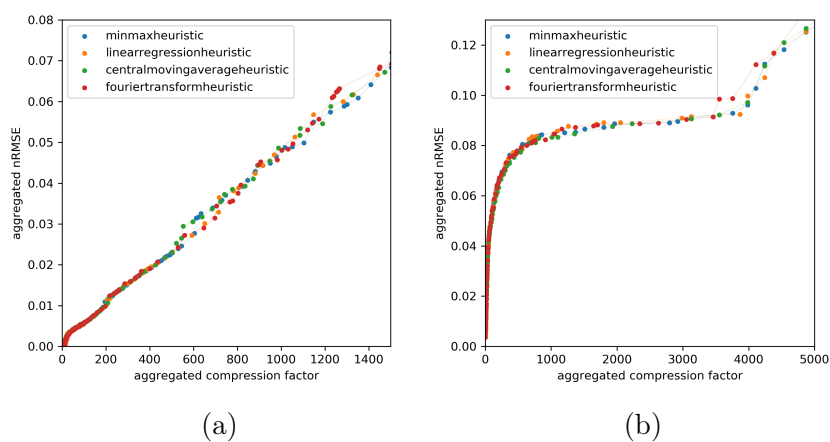 0.08
0.07
0.06
0.05
0.04
0.03
0.02
0.01
0.00
aggregated nRMSE
minmaxheuristic
linearregressionheuristic
centralmovingaverageheuristic
fouriertransformheuristic
0 200 400 600 800 1000 1200 1400
aggregated compression factor
(a)
0.12
0.10
0.08
0.06
0.04
0.02
0.00
aggregated nRMSE
minmaxheuristic
linearregressionheuristic
centralmovingaverageheuristic
fouriertransformheuristic
0 1000 2000 3000 4000 5000
aggregated compression factor
(b)